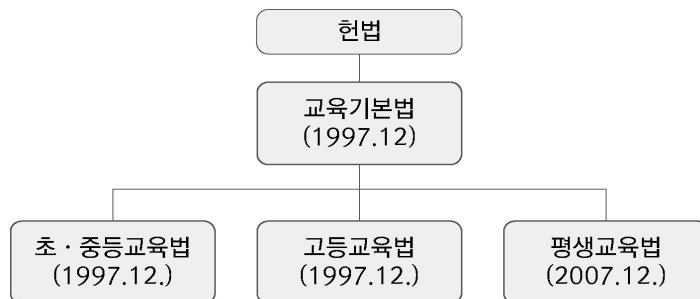 헌법
교육기본법
(1997.12)
초 · 중등교육법
(1997.12.)
고등교육법
(1997.12.)
평생교육법
(2007.12.)